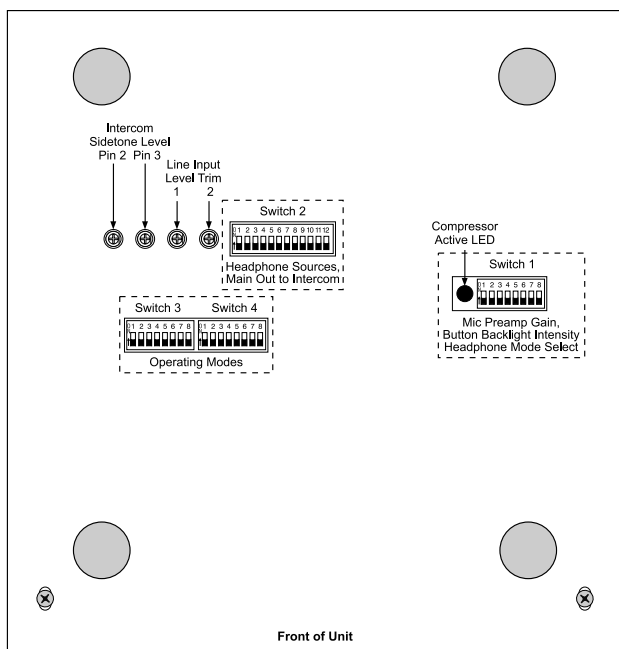 Intercom
Sidetone Level
Pin 2 Pin 3
Line Input
Level Trim
1 2
Switch 2
1 2 3 4 5 6 7 8 9 10 11 12
Headphone Sources,
Main Out to Intercom
Compressor
Active LED
Switch 1
1 2 3 4 5 6 7 8
Mic Preamp Gain,
Button Backlight Intensity
Headphone Mode Select
Switch 3 Switch 4
1 2 3 4 5 6 7 8 1 2 3 4 5 6 7 8
Operating Modes
Front of Unit